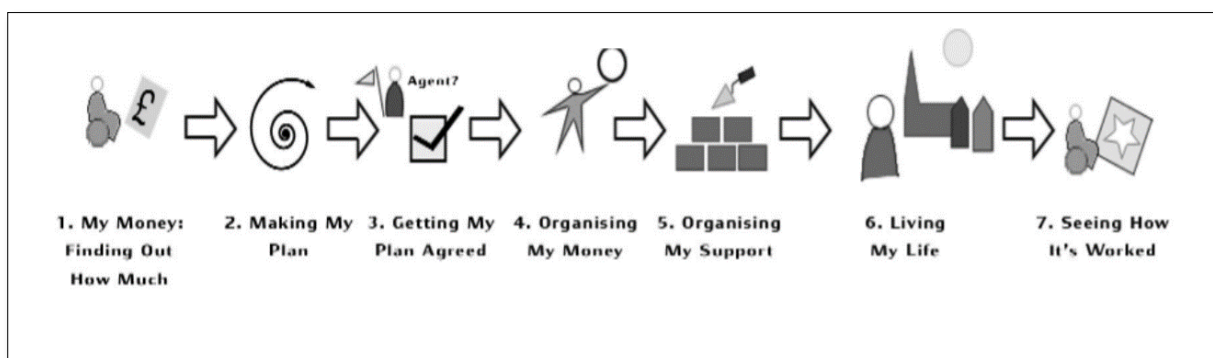 £
Agent?
1. My Money:
Finding Out
How Much
2. Making My
Plan
3. Getting My
Plan Agreed
4. Organising
My Money
5. Organising
My Support
6. Living
My Life
7. Seeing How
It's Worked